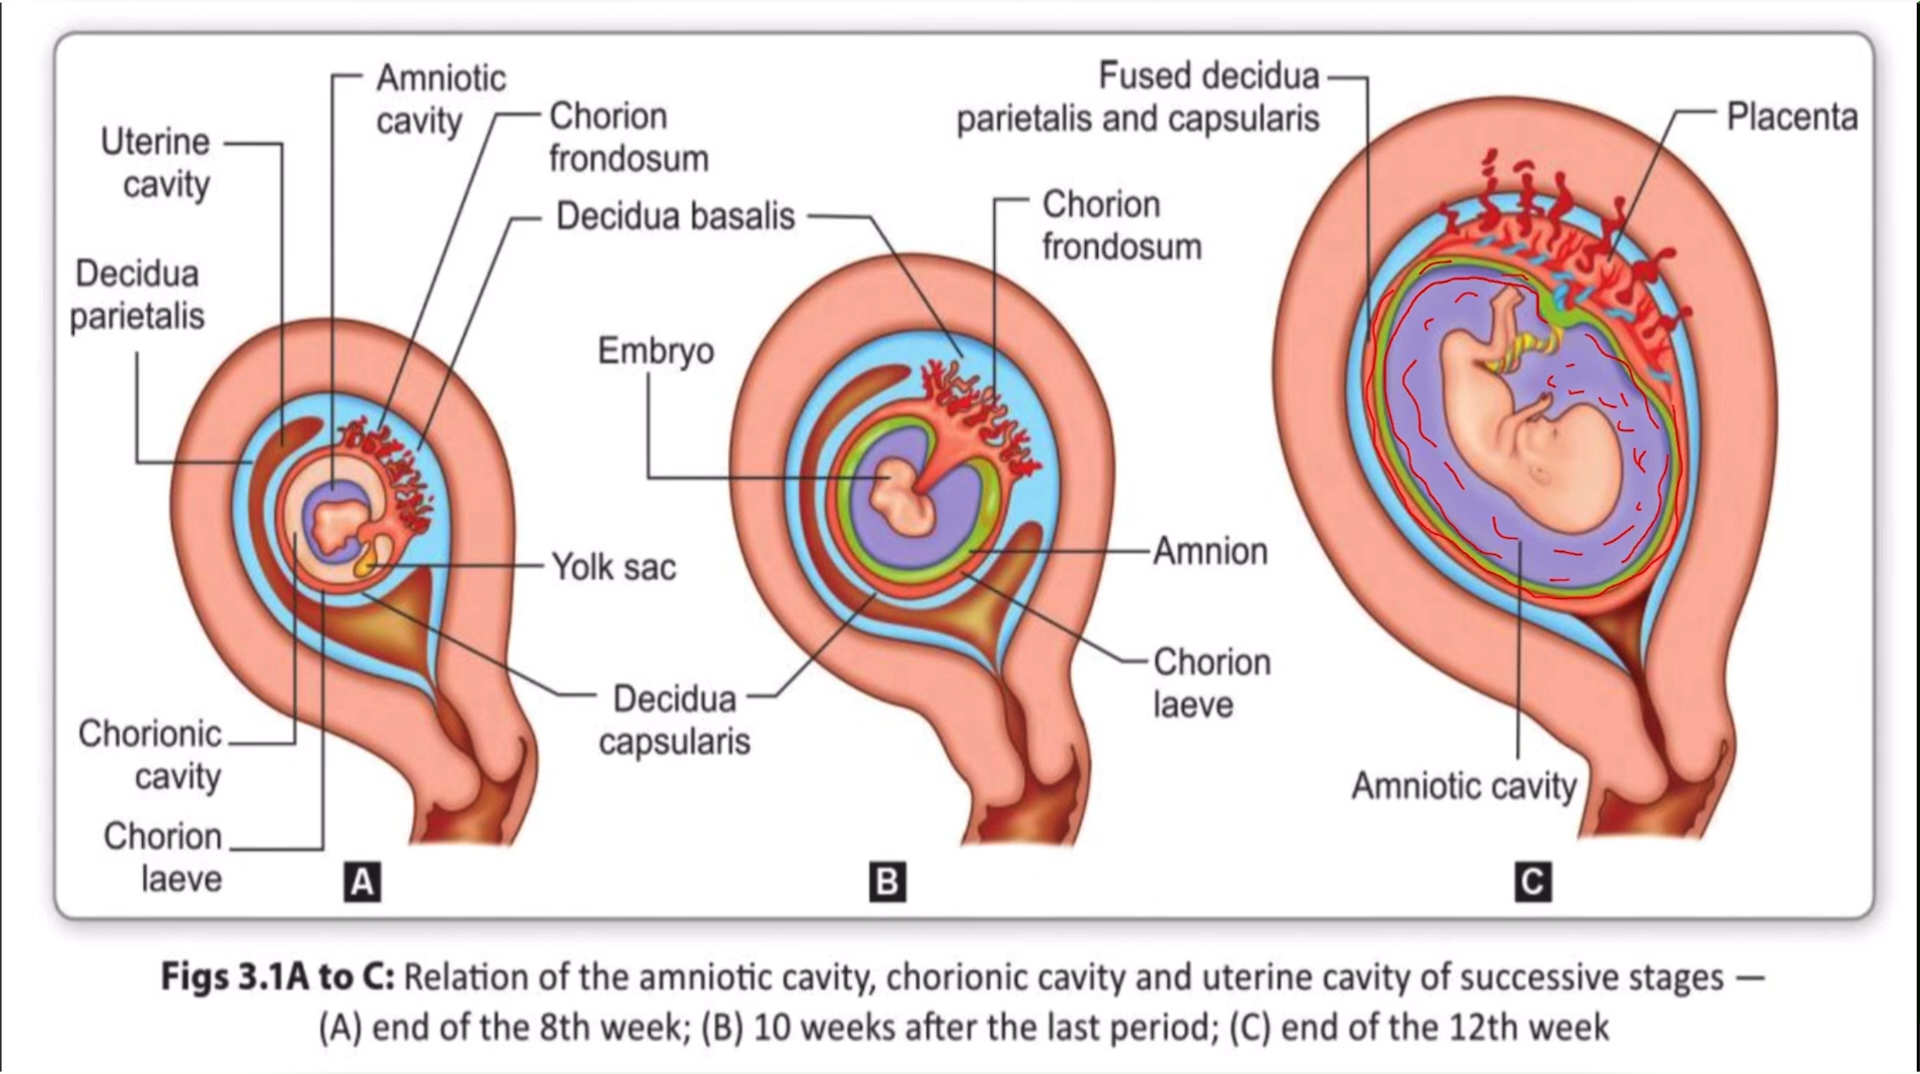 Amniotic
cavity
Chorion
frondosum
Uterine
cavity
Decidua basalis
Decidua
parietalis
Yolk sac
Chorionic
cavity
Chorion
laeve
Decidua
capsularis
A
Chorion
frondosum
Embryo
Amnion
Chorion
laeve
B
Fused decidua
parietalis and capsularis
Placenta
Amniotic cavity
C
Figs 3.1A to C: Relation of the amniotic cavity, chorionic cavity and uterine cavity of successive stages —
(A) end of the 8th week; (B) 10 weeks after the last period; (C) end of the 12th week